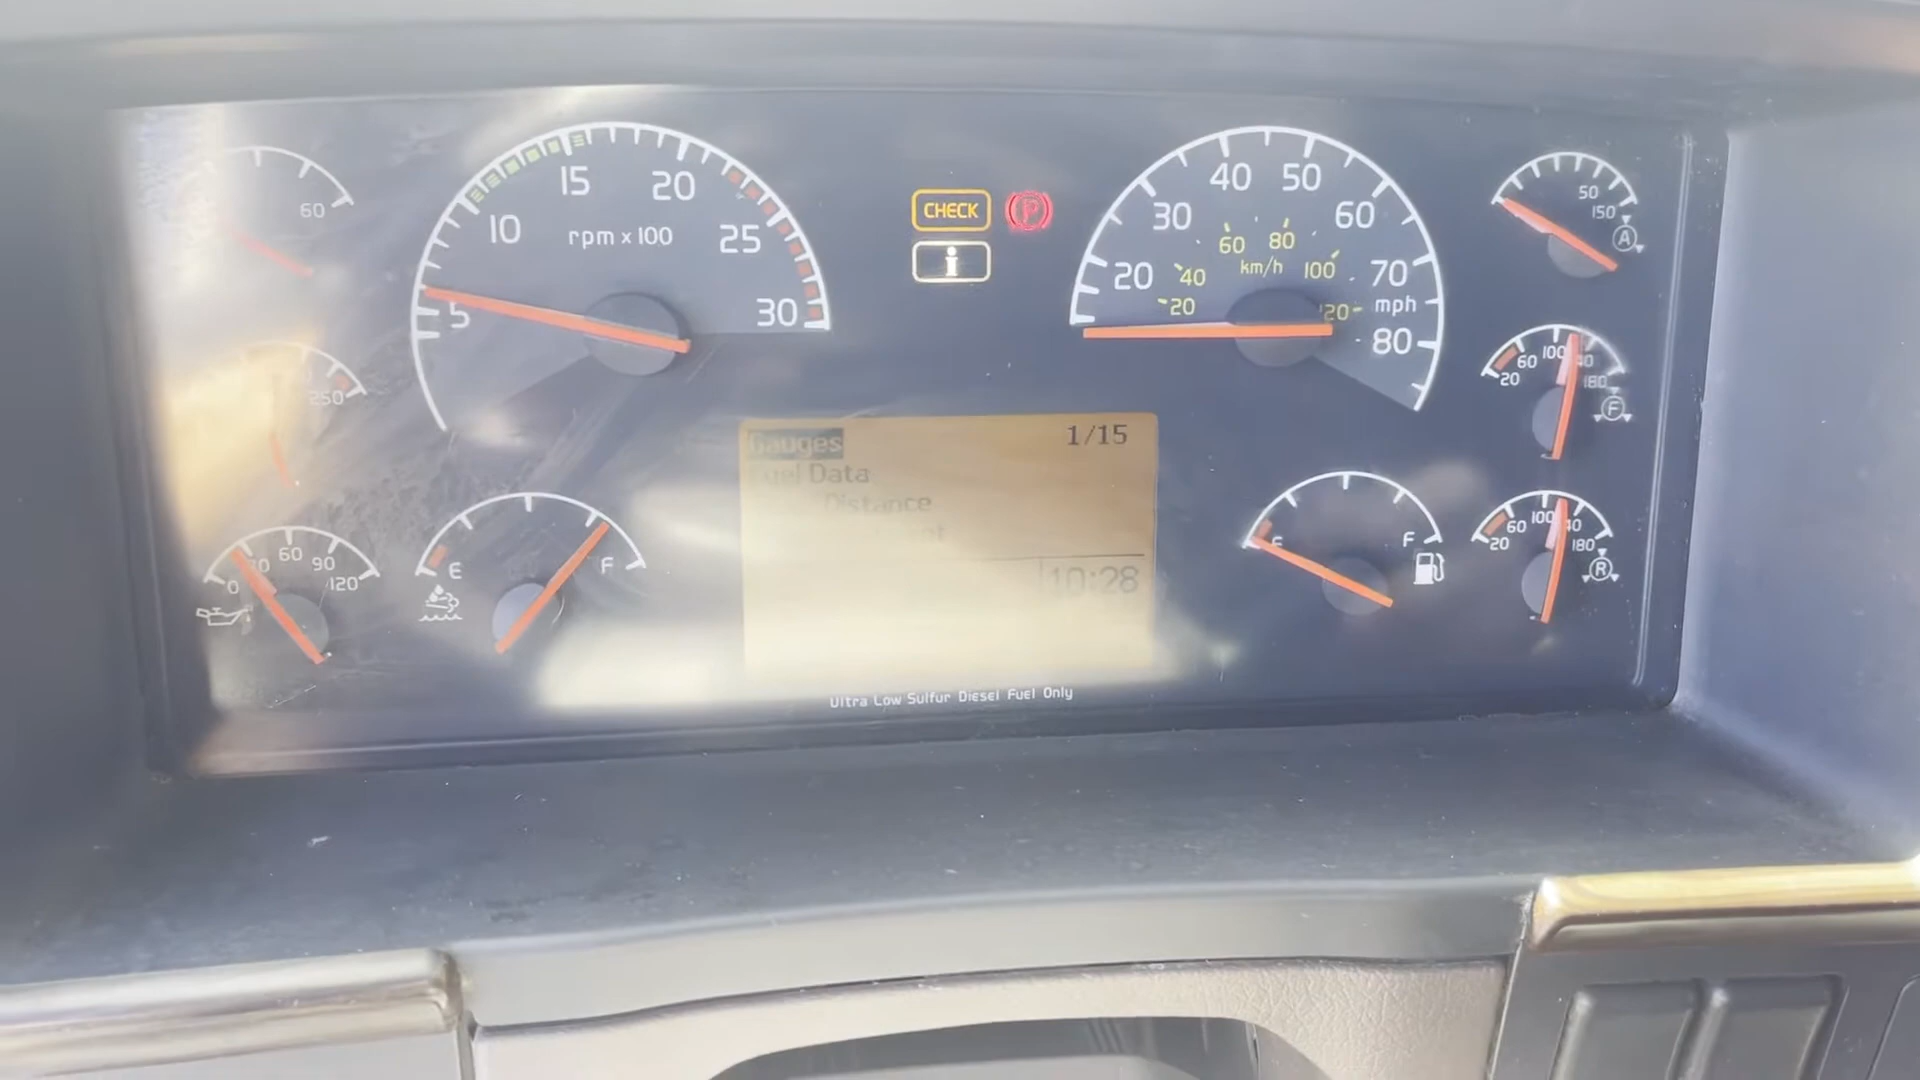 60
250
0 30 60 90 120
E F
5 10 15 20 25 30
rpm x 100
CHECK
P
i
20 30 40 50 60 70 80
mph
20 40 60 80 100 120
km/h
Gauges 1/15
Fuel Data
Distance
10:28
Ultra Low Sulfur Diesel Fuel Only
E F
50
150
A
20 60 100 140 180
F
20 60 100 140 180
R